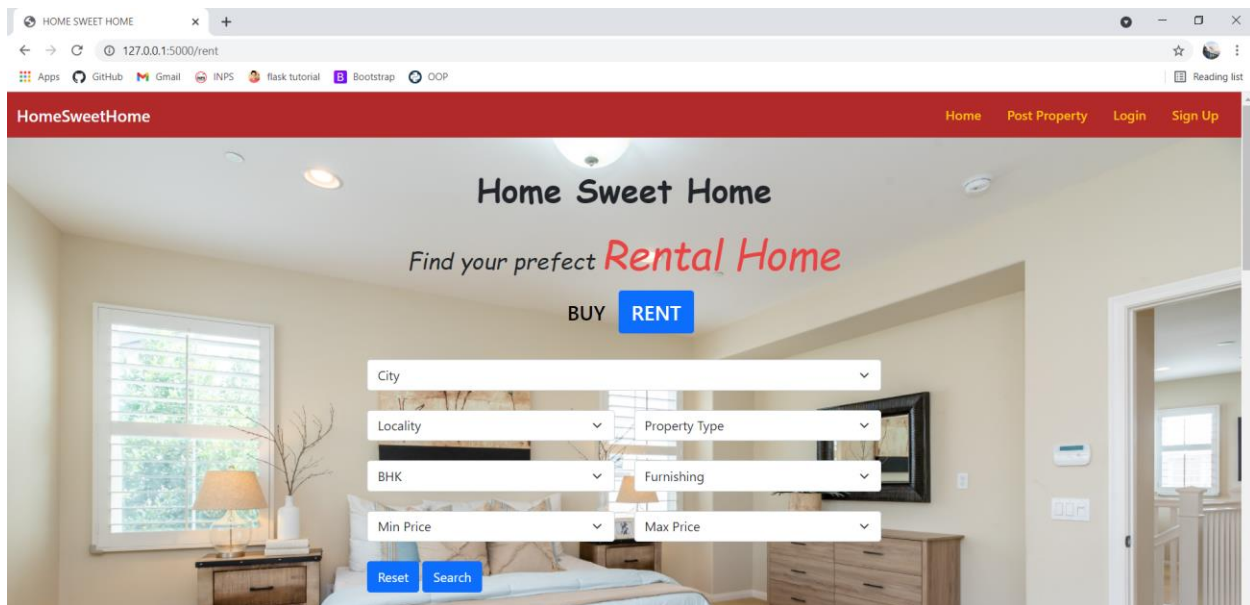 HOME SWEET HOME
127.0.0.1:5000/rent
Apps GitHub Gmail INPS flask tutorial B Bootstrap OOP Reading list
HomeSweetHome Home Post Property Login Sign Up
Home Sweet Home
Find your prefect Rental Home
BUY RENT
City
Locality Property Type
BHK Furnishing
Min Price Max Price
Reset Search